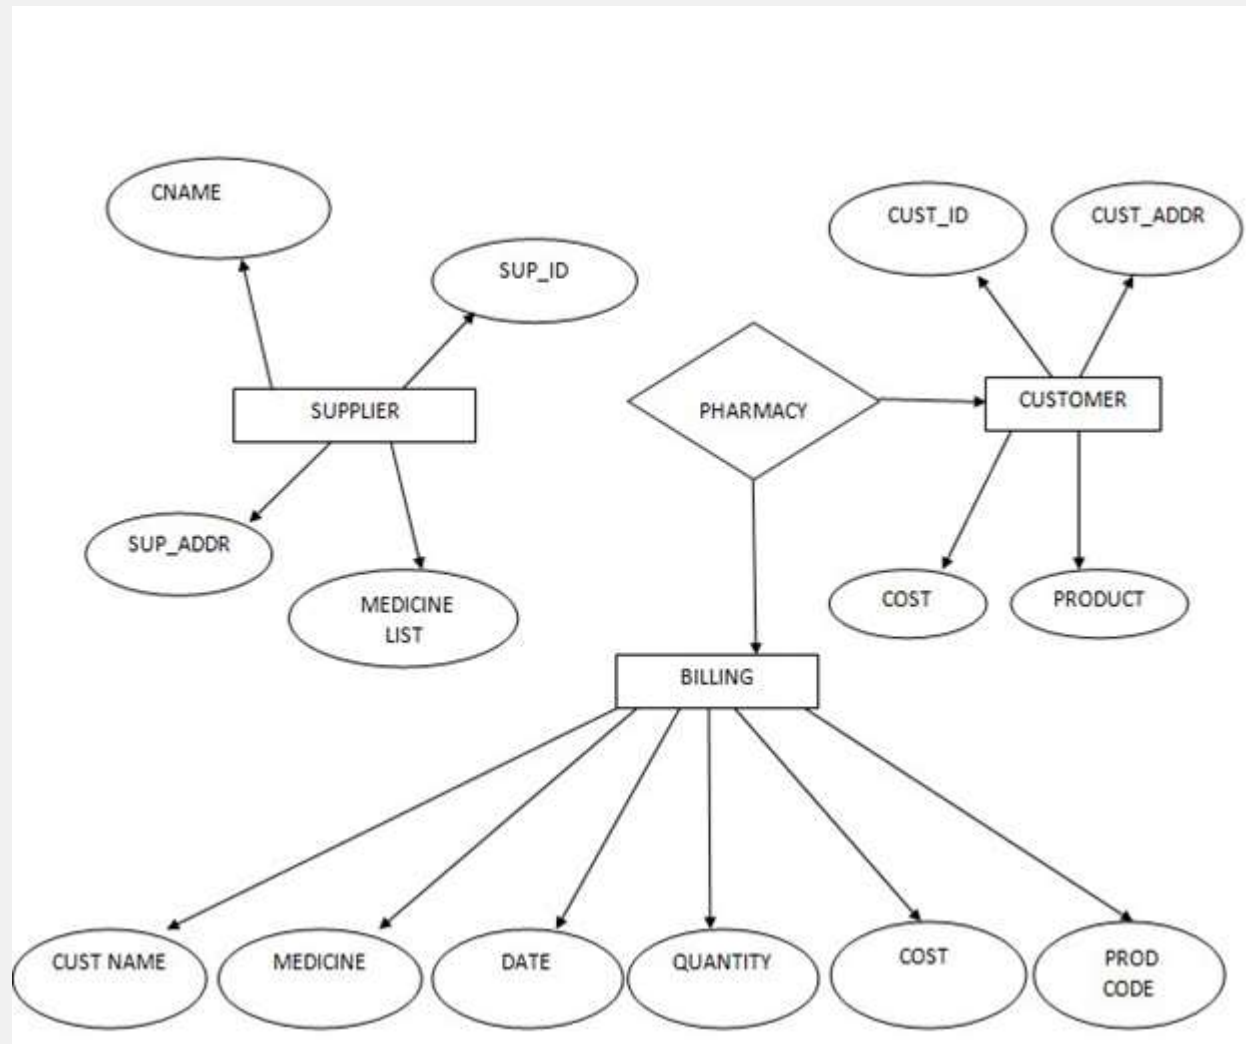 CNAME
CUST_ID
CUST_ADDR
SUP_ID
SUPPLIER
PHARMACY
CUSTOMER
SUP_ADDR
MEDICINE
LIST
COST
PRODUCT
BILLING
CUST NAME
MEDICINE
DATE
QUANTITY
COST
PROD
CODE